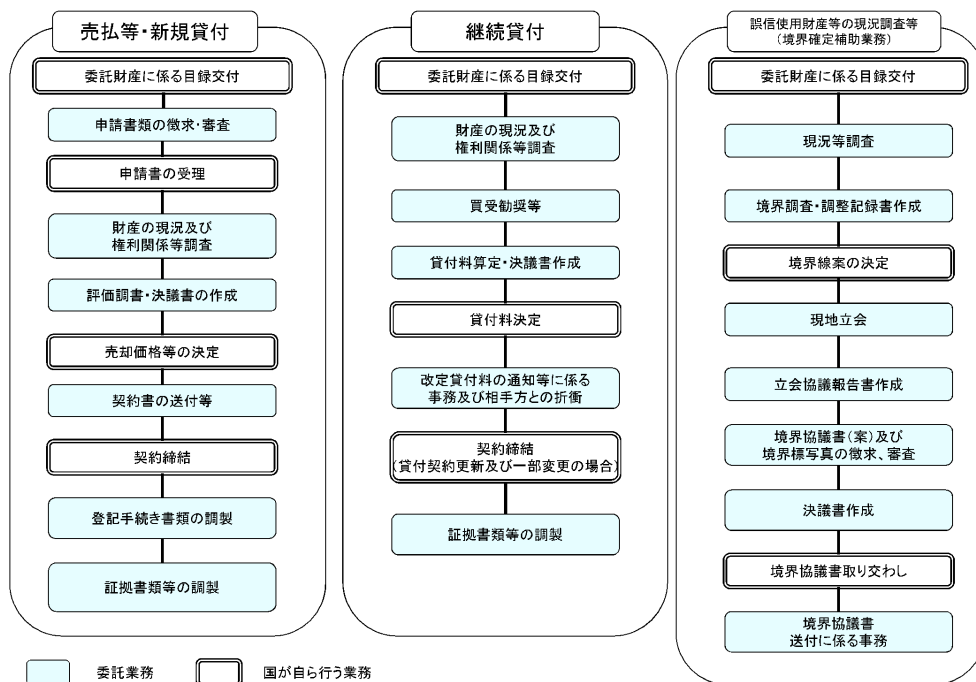 売払等・新規貸付
委託財産に係る目録交付
申請書類の徴求・審査
申請書の受理
財産の現況及び
権利関係等調査
評価調書・決議書の作成
売却価格等の決定
契約書の送付等
契約締結
登記手続き書類の調製
証拠書類等の調製
継続貸付
委託財産に係る目録交付
財産の現況及び
権利関係等調査
買受勧奨等
貸付料算定・決議書作成
貸付料決定
改定貸付料の通知等に係る
事務及び相手方との折衝
契約締結
(貸付契約更新及び一部変更の場合)
証拠書類等の調製
誤信使用財産等の現況調査等
(境界確定補助業務)
委託財産に係る目録交付
現況等調査
境界調査・調整記録書作成
境界線案の決定
現地立会
立会協議報告書作成
境界協議書(案)及び
境界標写真の徴求、審査
決議書作成
境界協議書取り交わし
境界協議書
送付に係る事務
委託業務
国が自ら行う業務